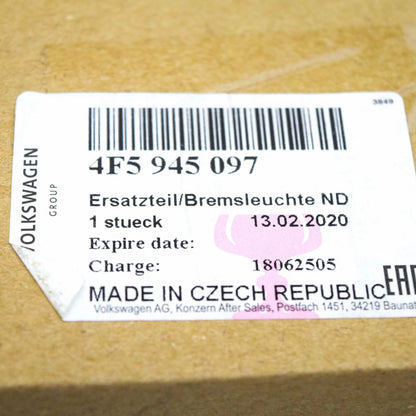 VOLKSWAGEN
GROUP
3849
4F5 945 097
Ersatzteil/Bremsleuchte ND
1 stueck 13.02.2020
Expire date:
Charge: 18062505
EAC
MADE IN CZECH REPUBLIC
Volkswagen AG, Konzern After Sales, Postfach 1451, 34219 Baunat